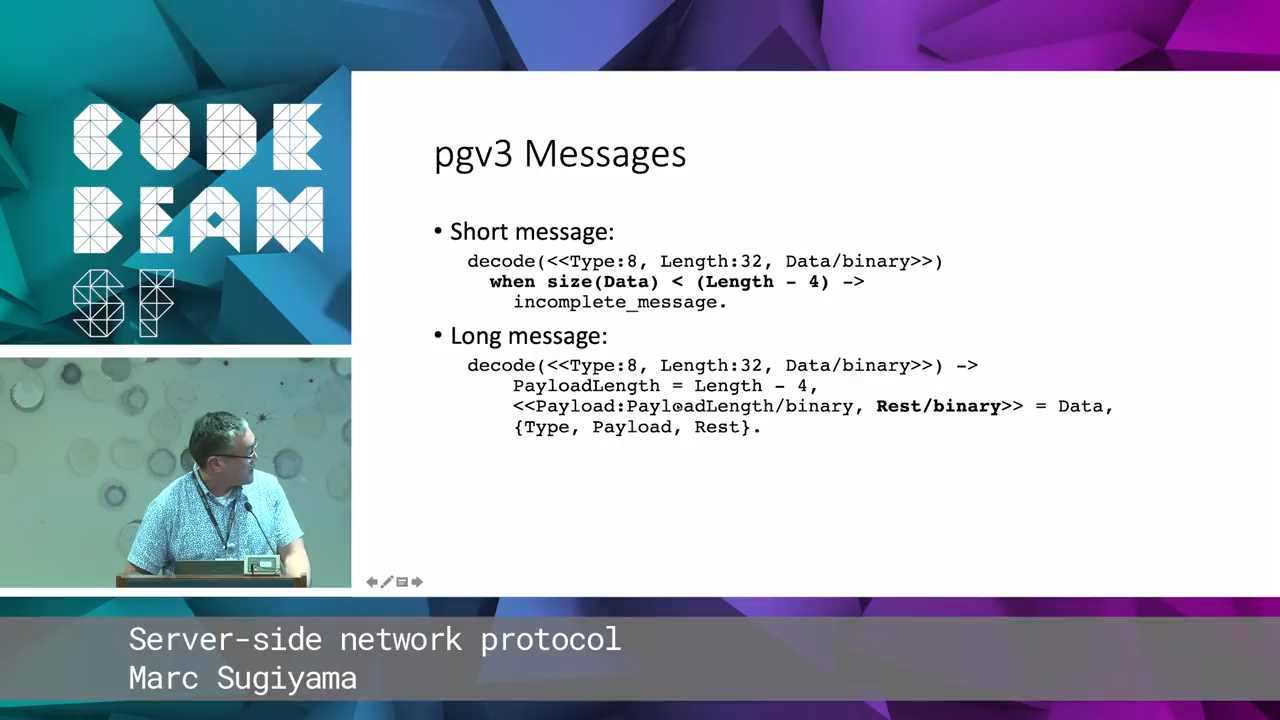 CODE
BEAM
SF
pgv3 Messages
• Short message:
decode(<<Type:8, Length:32, Data/binary>>)
when size(Data) < (Length - 4) ->
incomplete_message.
• Long message:
decode(<<Type:8, Length:32, Data/binary>>) ->
PayloadLength = Length - 4,
<<Payload:PayloadLength/binary, Rest/binary>> = Data,
{Type, Payload, Rest}.
Server-side network protocol
Marc Sugiyama